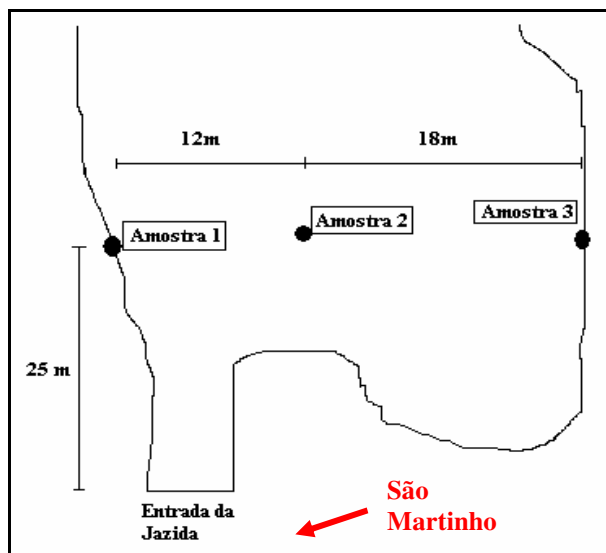 12m
18m
Amostra 1
Amostra 2
Amostra 3
25 m
Entrada da
Jazida
São
Martinho